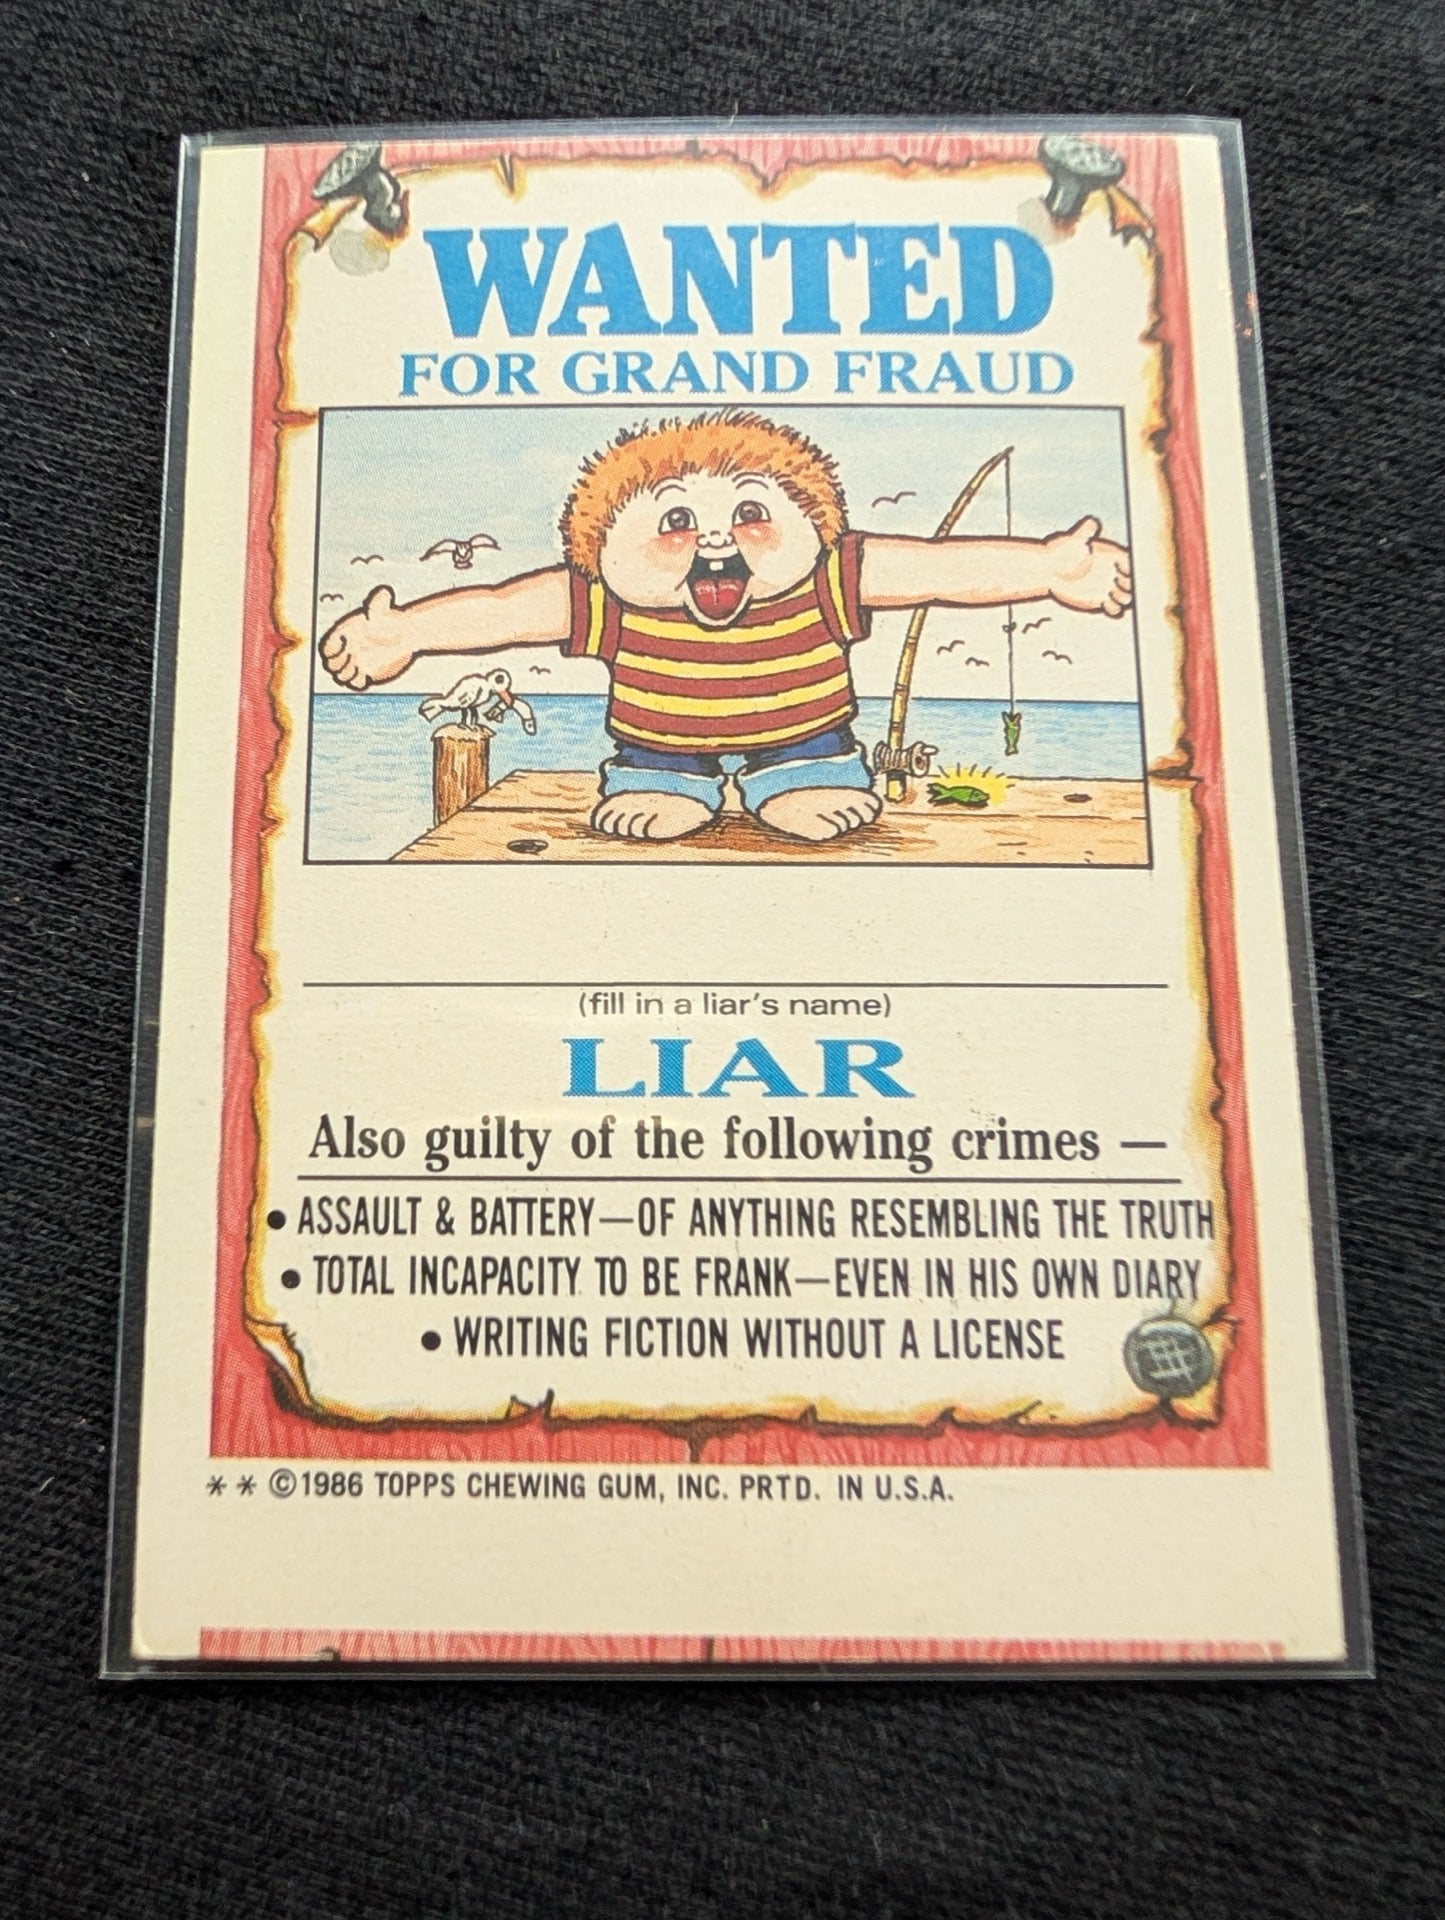 WANTED
FOR GRAND FRAUD
(fill in a liar's name)
LIAR
Also guilty of the following crimes —
• ASSAULT & BATTERY—OF ANYTHING RESEMBLING THE TRUTH
• TOTAL INCAPACITY TO BE FRANK—EVEN IN HIS OWN DIARY
• WRITING FICTION WITHOUT A LICENSE
* * ©1986 TOPPS CHEWING GUM, INC. PRTD. IN U.S.A.